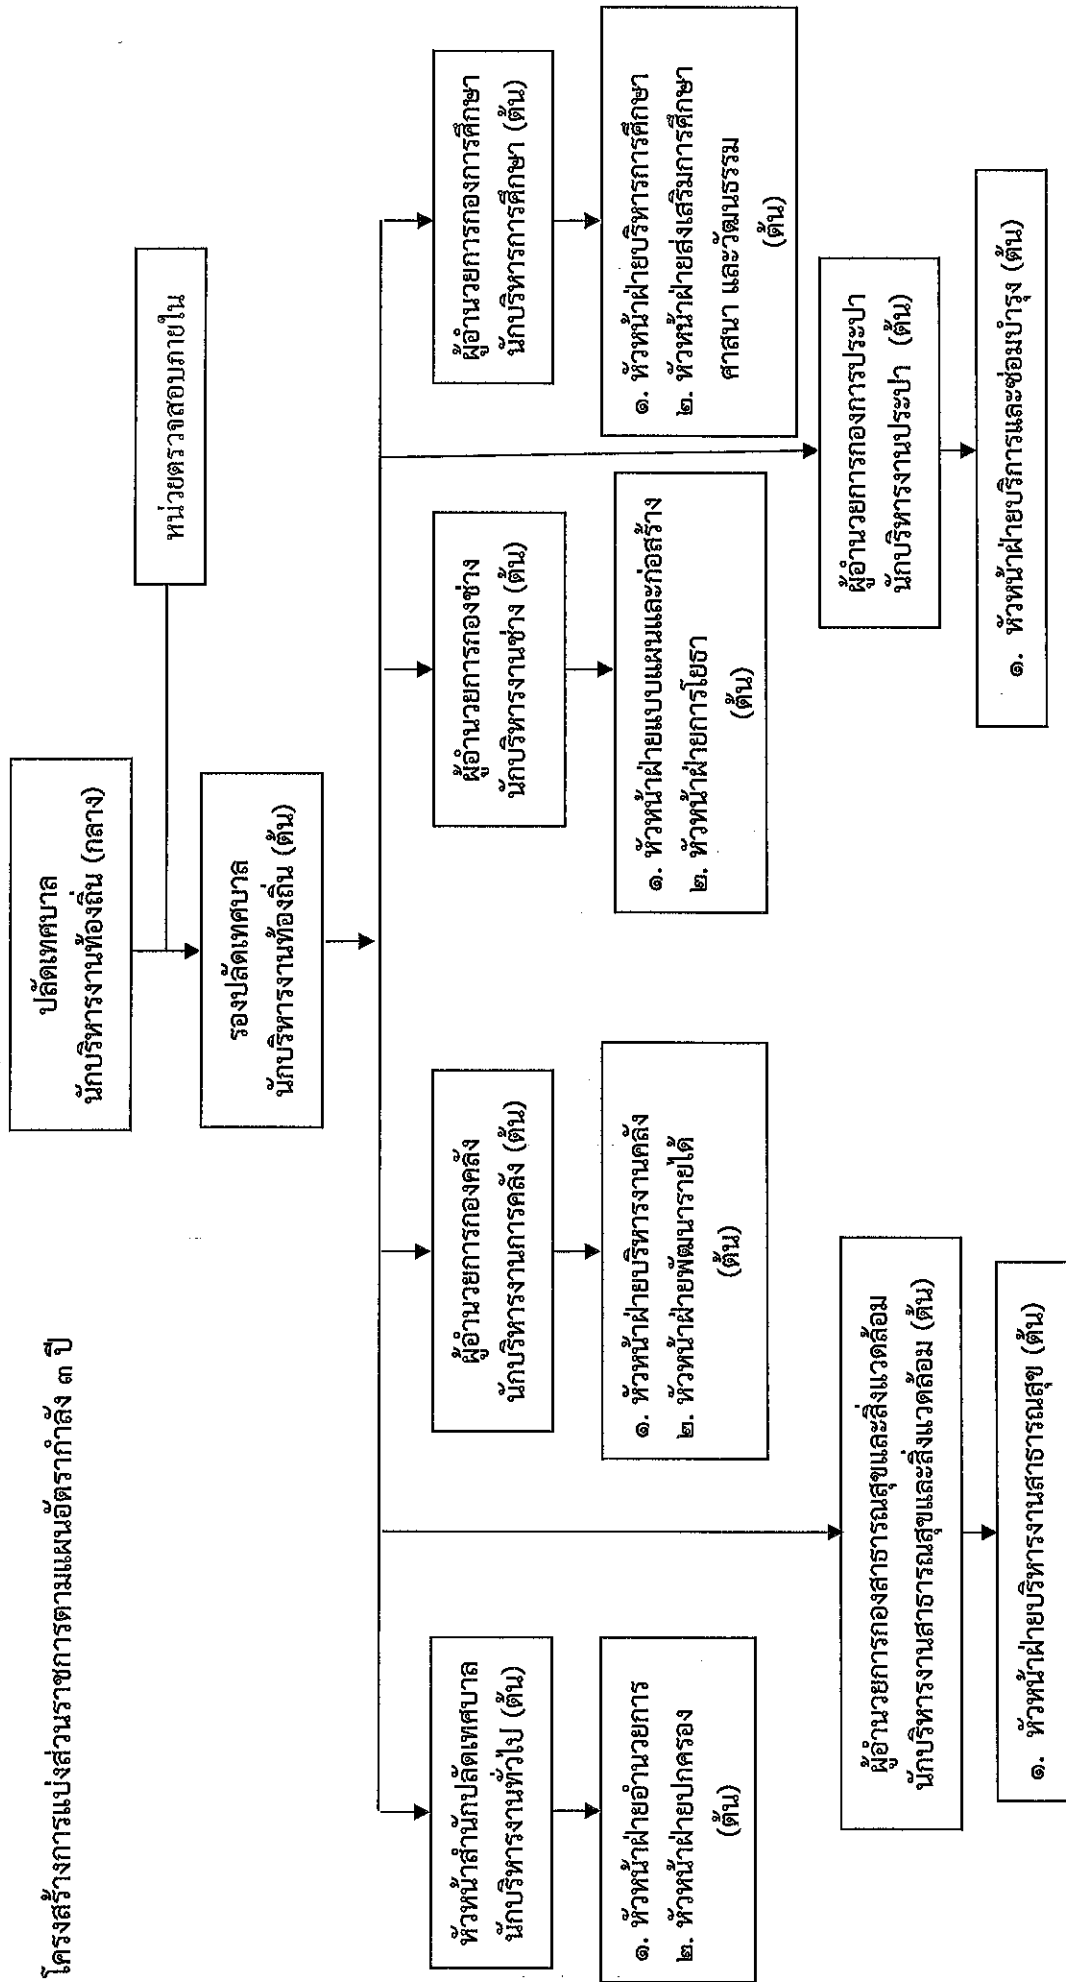 โครงสร้างการแบ่งส่วนราชการตามแผนอัตรากำลัง ๓ ปี
ปลัดเทศบาล
นักบริหารงานท้องถิ่น (กลาง)
หน่วยตรวจสอบภายใน
รองปลัดเทศบาล
นักบริหารงานท้องถิ่น (ต้น)
หัวหน้าสำนักปลัดเทศบาล
นักบริหารงานทั่วไป (ต้น)
๑. หัวหน้าฝ่ายอำนวยการ
๒. หัวหน้าฝ่ายปกครอง
(ต้น)
ผู้อำนวยการกองคลัง
นักบริหารงานการคลัง (ต้น)
๑. หัวหน้าฝ่ายบริหารงานคลัง
๒. หัวหน้าฝ่ายพัฒนารายได้
(ต้น)
ผู้อำนวยการกองช่าง
นักบริหารงานช่าง (ต้น)
๑. หัวหน้าฝ่ายแบบแผนและก่อสร้าง
๒. หัวหน้าฝ่ายการโยธา
(ต้น)
ผู้อำนวยการกองการศึกษา
นักบริหารการศึกษา (ต้น)
๑. หัวหน้าฝ่ายบริหารการศึกษา
๒. หัวหน้าฝ่ายส่งเสริมการศึกษา
ศาสนา และวัฒนธรรม
(ต้น)
ผู้อำนวยการกองสาธารณสุขและสิ่งแวดล้อม
นักบริหารงานสาธารณสุขและสิ่งแวดล้อม (ต้น)
๑. หัวหน้าฝ่ายบริหารงานสาธารณสุข (ต้น)
ผู้อำนวยการกองการประปา
นักบริหารงานประปา (ต้น)
๑. หัวหน้าฝ่ายบริการและซ่อมบำรุง (ต้น)